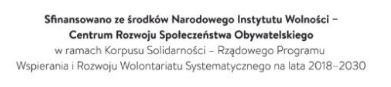 Sfinansowano ze środków Narodowego Instytutu Wolności –
Centrum Rozwoju Społeczeństwa Obywatelskiego
w ramach Korpusu Solidarności – Rządowego Programu
Wspierania i Rozwoju Wolontariatu Systematycznego na lata 2018–2030